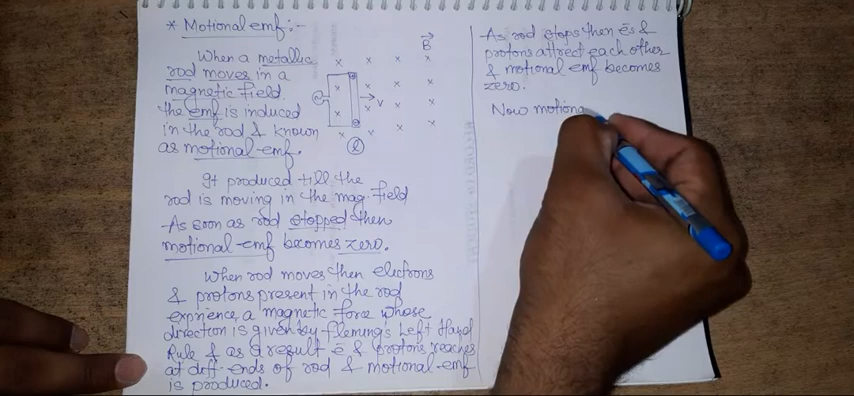 * Motional emf :-
When a metallic
rod moves in a
magnetic field.
the emf is induced
in the rod & known
as motional emf.
B
v
l
It produced till the
rod is moving in the mag. field
As soon as rod stopped then
motional emf becomes zero.
When rod moves then electrons
& protons present in the rod
exprience a magnetic force whose
direction is given by fleming's Left Hand
Rule & as a result ē & protons reaches
at diff. ends of rod & motional emf
is produced.
As rod stops then ēs &
protons attract each other
& motional emf becomes
zero.
Now motiona